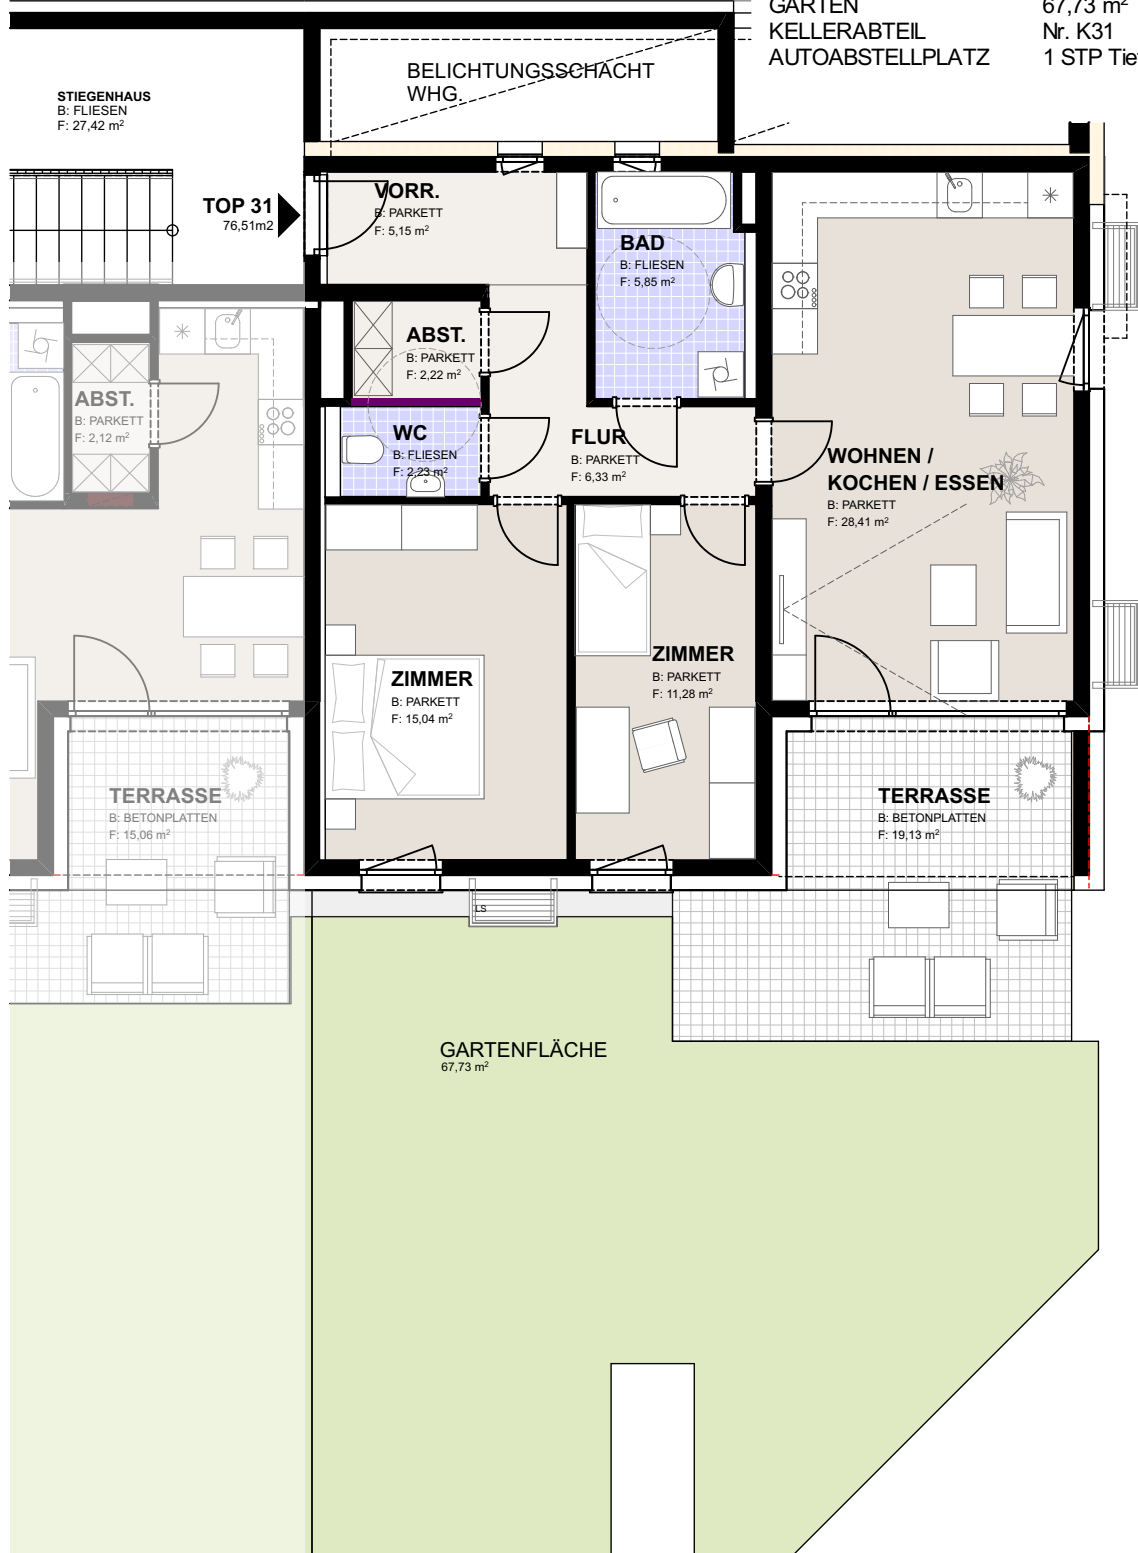 GARTEN 67,73 m²
KELLERABTEIL Nr. K31
AUTOABSTELLPLATZ 1 STP
BELICHTUNGSSCHACHT
WHG.
STIEGENHAUS
B: FLIESEN
F: 27,42 m²
TOP 31
76,51m2
VORR.
B: PARKETT
F: 5,15 m²
BAD
B: FLIESEN
F: 5,85 m²
ABST.
B: PARKETT
F: 2,22 m²
ABST.
B: PARKETT
F: 2,12 m²
WC
B: FLIESEN
F: 2,23 m²
FLUR
B: PARKETT
F: 6,33 m²
WOHNEN /
KOCHEN / ESSEN
B: PARKETT
F: 28,41 m²
ZIMMER
B: PARKETT
F: 15,04 m²
ZIMMER
B: PARKETT
F: 11,28 m²
TERRASSE
B: BETONPLATTEN
F: 15,06 m²
TERRASSE
B: BETONPLATTEN
F: 19,13 m²
LS
GARTENFLÄCHE
67,73 m²